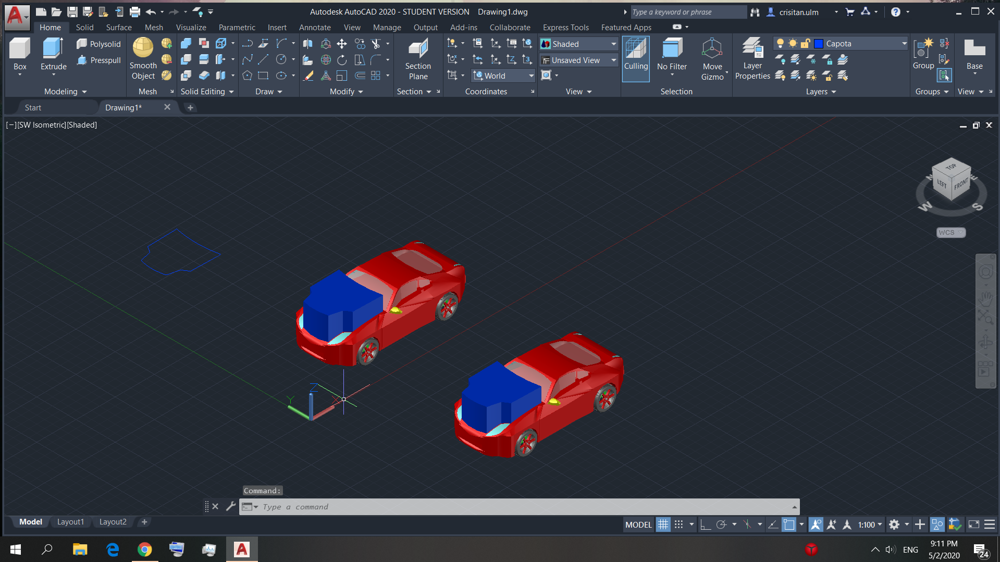 Autodesk AutoCAD 2020 - STUDENT VERSION Drawing1.dwg
Type a keyword or phrase
crisitan.ulm
Home Solid Surface Mesh Visualize Parametric Insert Annotate View Manage Output Add-ins Collaborate Express Tools Featured Apps
Box
Extrude
Polysolid
Presspull
Smooth
Object
Section
Plane
World
Shaded
Unsaved View
Culling
No Filter
Move
Gizmo
Layer
Properties
Capota
Group
Base
Modeling Mesh Solid Editing Draw Modify Section Coordinates View Selection Layers Groups View
Start Drawing1*
[−][SW Isometric][Shaded]
TOP
LEFT FRONT
N E
W S
WCS
Z
Y
X
Command:
Type a command
Model Layout1 Layout2
MODEL 1:100
9:11 PM
ENG
5/2/2020
24